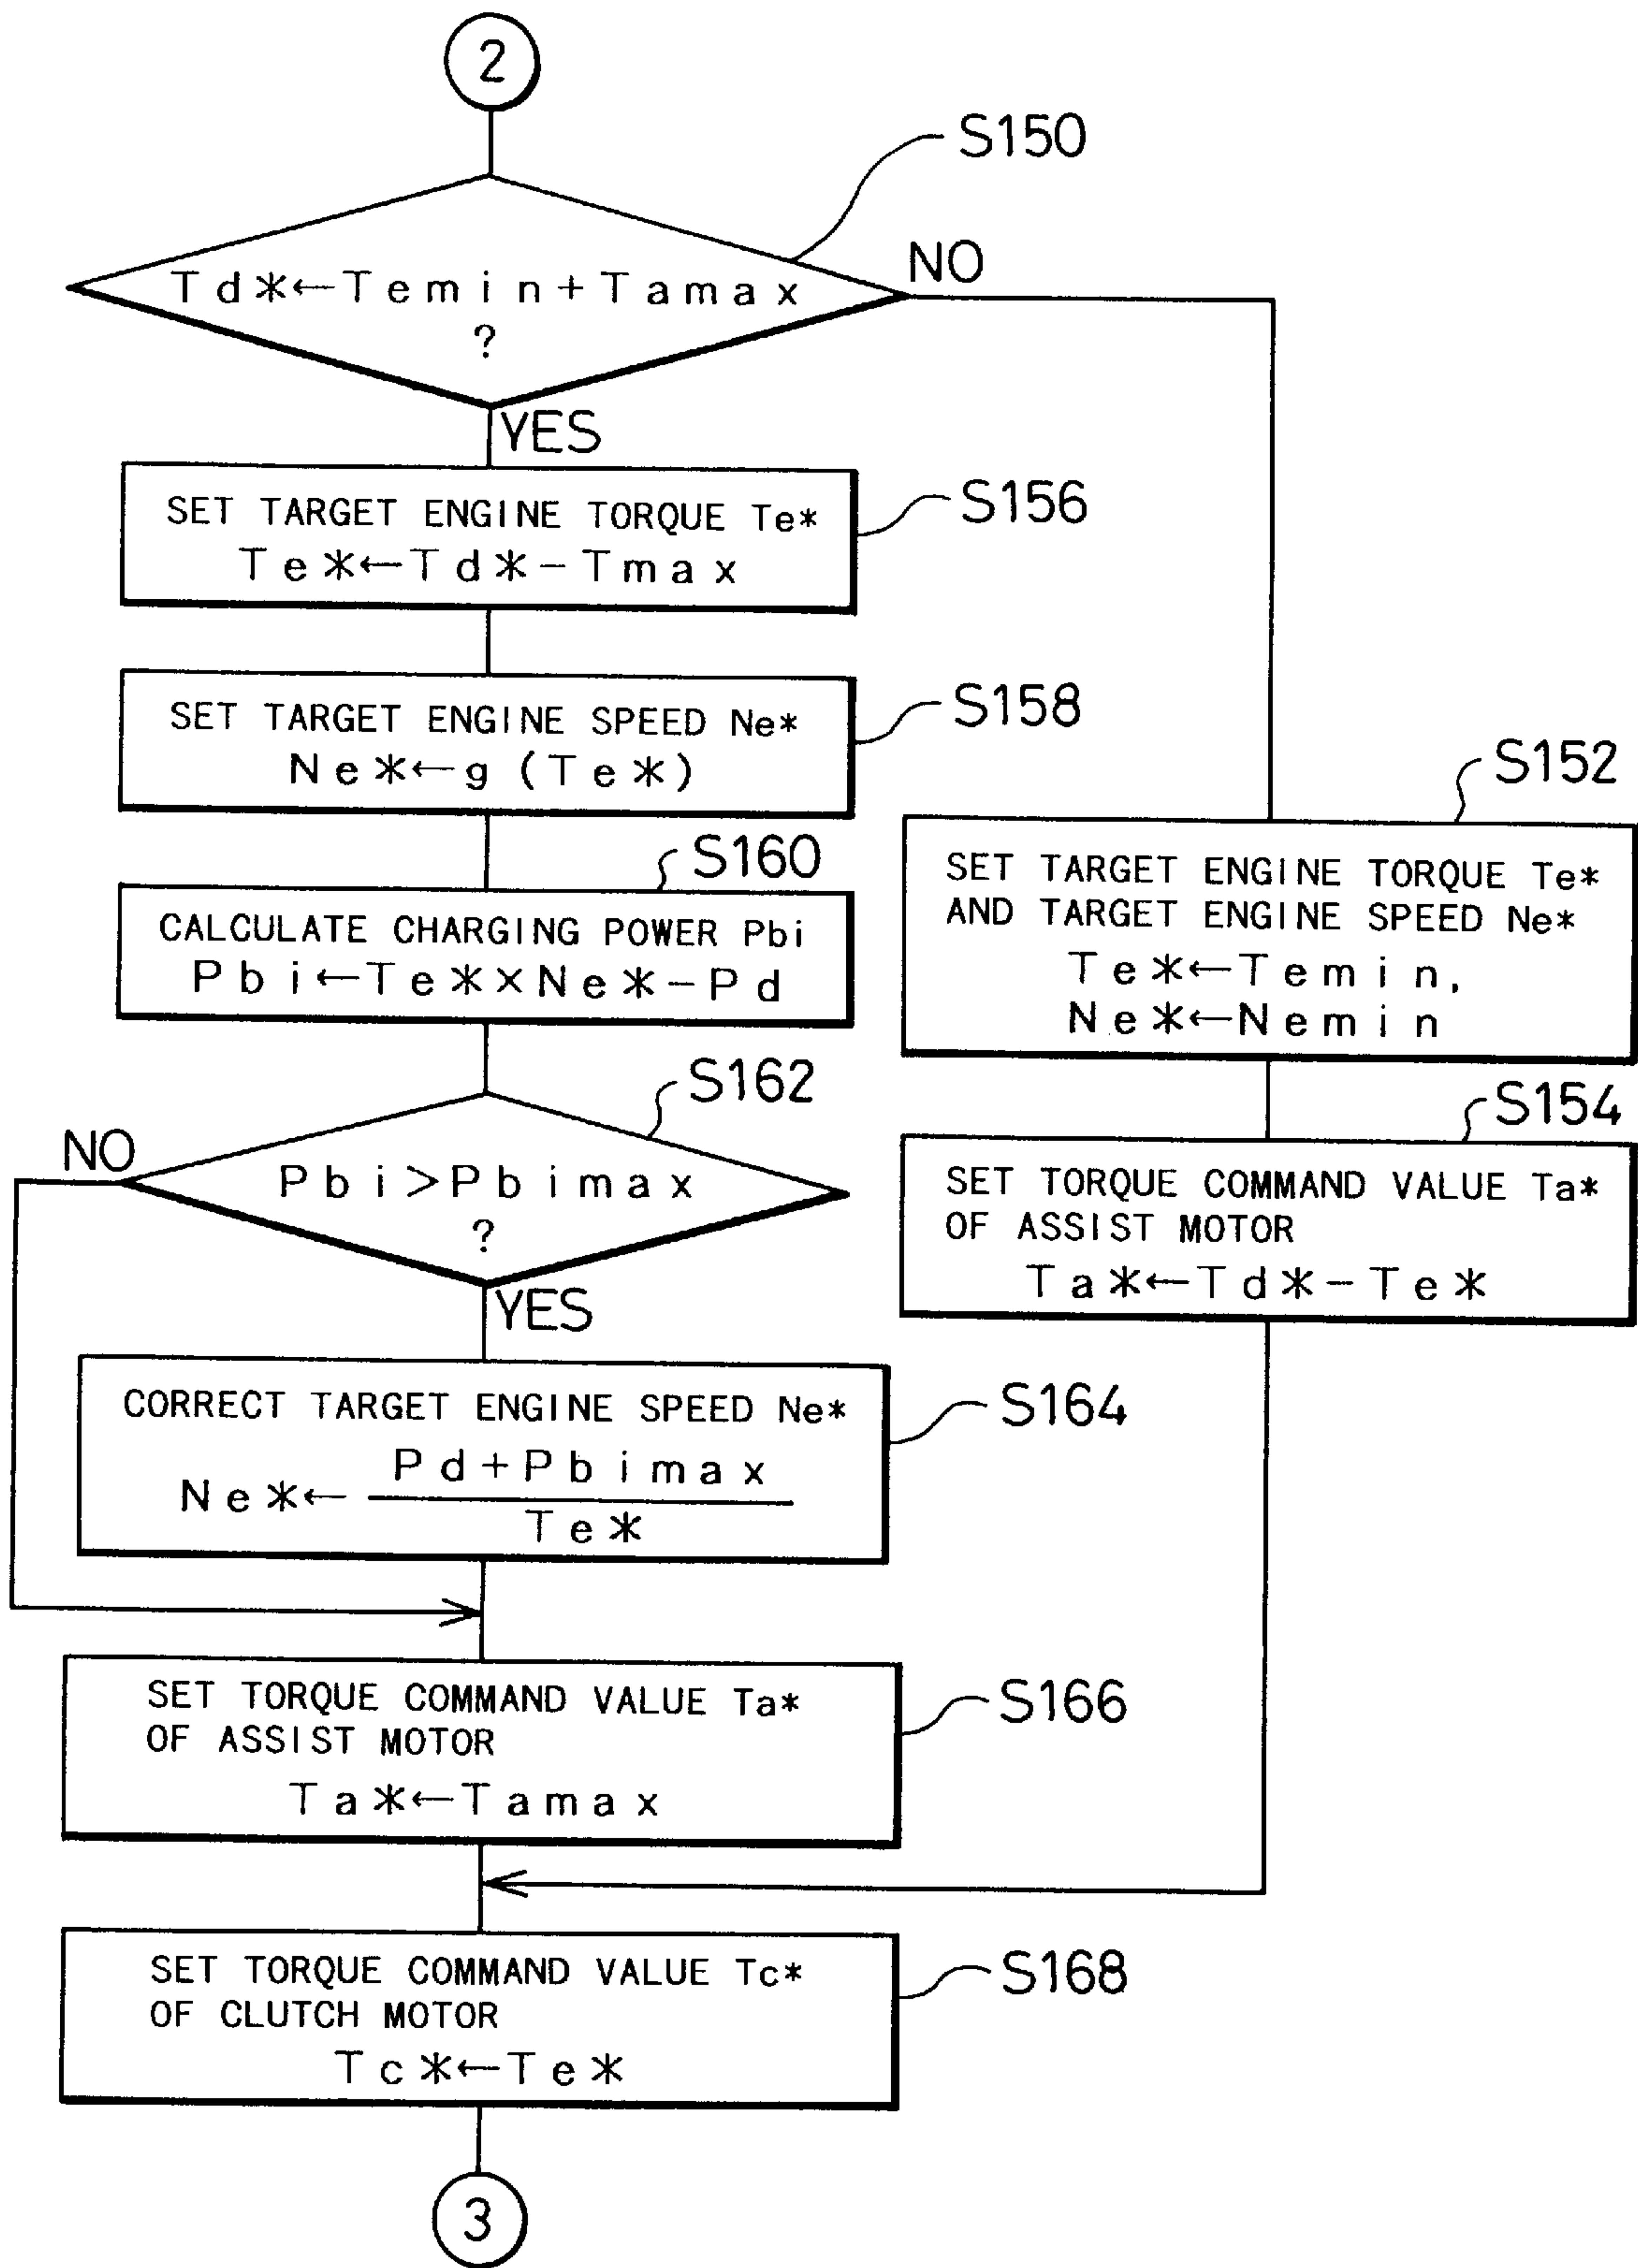 2
S150
Td*←Temin+Tamax
?
NO
YES
SET TARGET ENGINE TORQUE Te*
Te*←Td*-Tmax
S156
SET TARGET ENGINE SPEED Ne*
Ne*←g (Te*)
S158
S160
CALCULATE CHARGING POWER Pbi
Pbi←Te*×Ne*-Pd
S152
SET TARGET ENGINE TORQUE Te*
AND TARGET ENGINE SPEED Ne*
Te*←Temin,
Ne*←Nemin
S162
NO
Pbi>Pbimax
?
YES
S154
SET TORQUE COMMAND VALUE Ta*
OF ASSIST MOTOR
Ta*←Td*-Te*
CORRECT TARGET ENGINE SPEED Ne*
Pd+Pbimax
Ne*←
Te*
S164
SET TORQUE COMMAND VALUE Ta*
OF ASSIST MOTOR
Ta*←Tamax
S166
SET TORQUE COMMAND VALUE Tc*
OF CLUTCH MOTOR
Tc*←Te*
S168
3